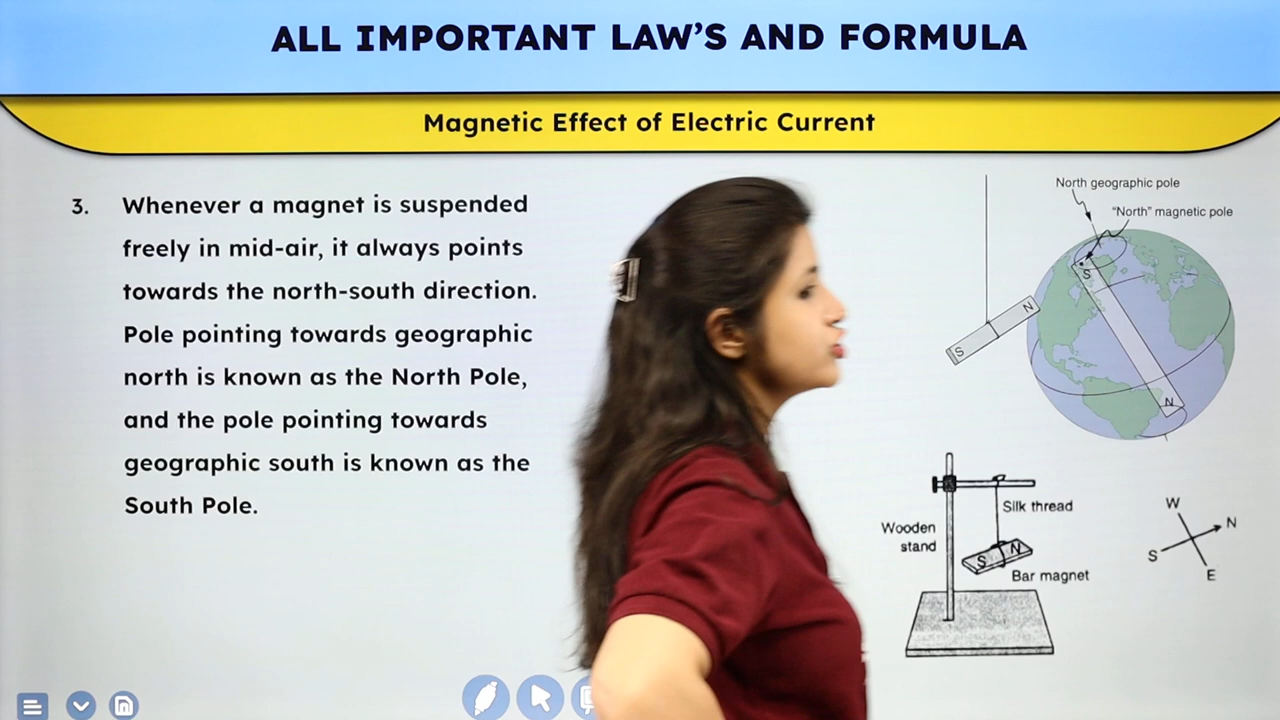 ALL IMPORTANT LAW’S AND FORMULA
Magnetic Effect of Electric Current
3. Whenever a magnet is suspended
freely in mid-air, it always points
towards the north-south direction.
Pole pointing towards geographic
north is known as the North Pole,
and the pole pointing towards
geographic south is known as the
South Pole.
North geographic pole
“North” magnetic pole
S
N
N
S
Silk thread
Wooden
stand
S N
Bar magnet
W
N
S
E